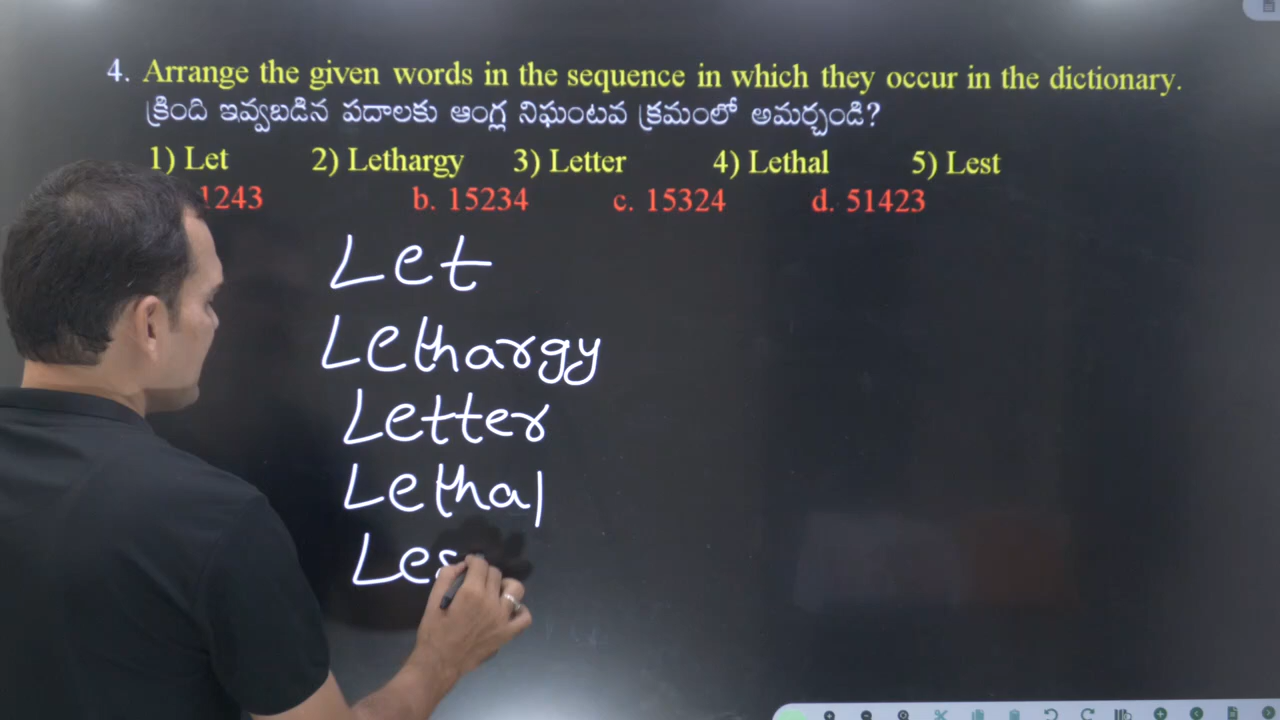 4. Arrange the given words in the sequence in which they occur in the dictionary.
క్రింది ఇవ్వబడిన పదాలకు ఆంగ్ల నిఘంటవ క్రమంలో అమర్చండి?
1) Let 2) Lethargy 3) Letter 4) Lethal 5) Lest
1243 b. 15234 c. 15324 d. 51423
Let
Lethargy
Letter
Lethal
Les